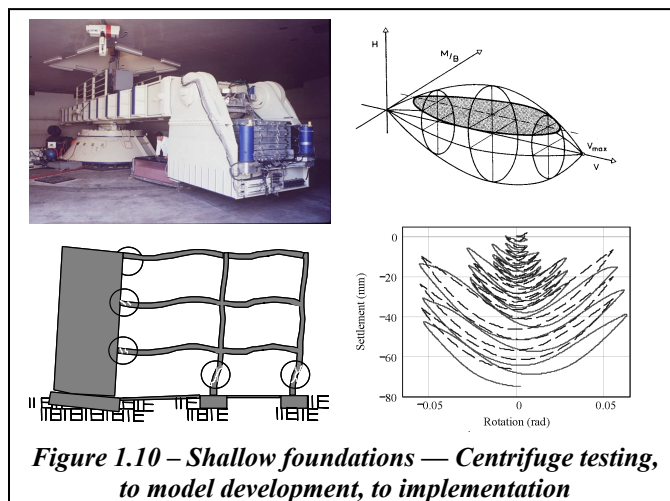 H
M/B
Vmax
V
0
−20
−40
−60
−80
Settlement (mm)
−0.05
0
0.05
Rotation (rad)
Figure 1.10 – Shallow foundations — Centrifuge testing,
to model development, to implementation